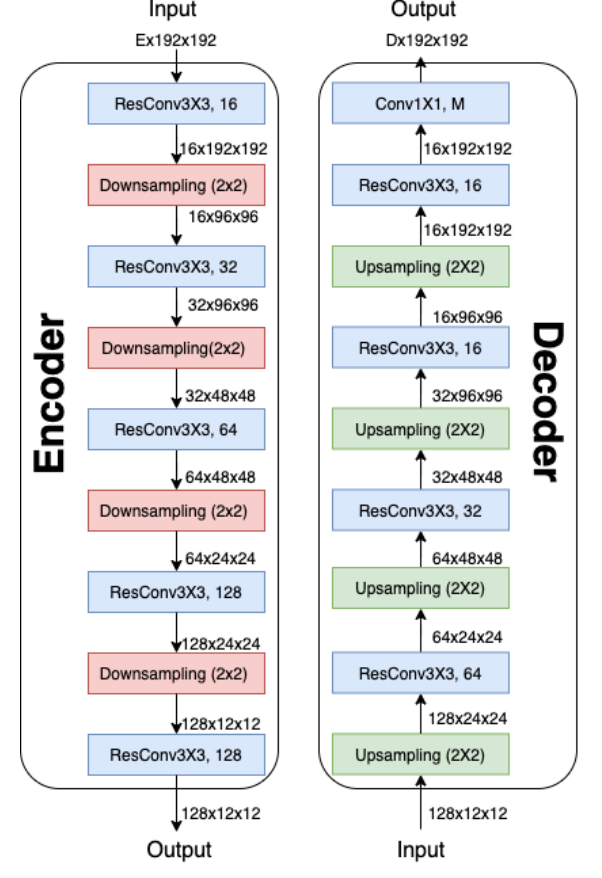 Input
Ex192x192
ResConv3X3, 16
16x192x192
Downsampling (2x2)
16x96x96
ResConv3X3, 32
32x96x96
Downsampling(2x2)
32x48x48
ResConv3X3, 64
64x48x48
Downsampling (2x2)
64x24x24
ResConv3X3, 128
128x24x24
Downsampling (2x2)
128x12x12
ResConv3X3, 128
128x12x12
Output
Encoder
Output
Dx192x192
Conv1X1, M
16x192x192
ResConv3X3, 16
16x192x192
Upsampling (2X2)
16x96x96
ResConv3X3, 16
32x96x96
Upsampling (2X2)
32x48x48
ResConv3X3, 32
64x48x48
Upsampling (2X2)
64x24x24
ResConv3X3, 64
128x24x24
Upsampling (2X2)
128x12x12
Input
Decoder